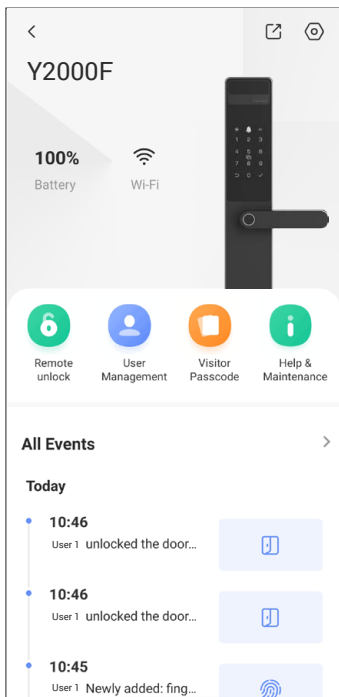 Y2000F
100%
Battery
Wi-Fi
Remote
unlock
User
Management
Visitor
Passcode
Help &
Maintenance
All Events
Today
10:46
User 1 unlocked the door...
10:46
User 1 unlocked the door...
10:45
User 1 Newly added: fing...